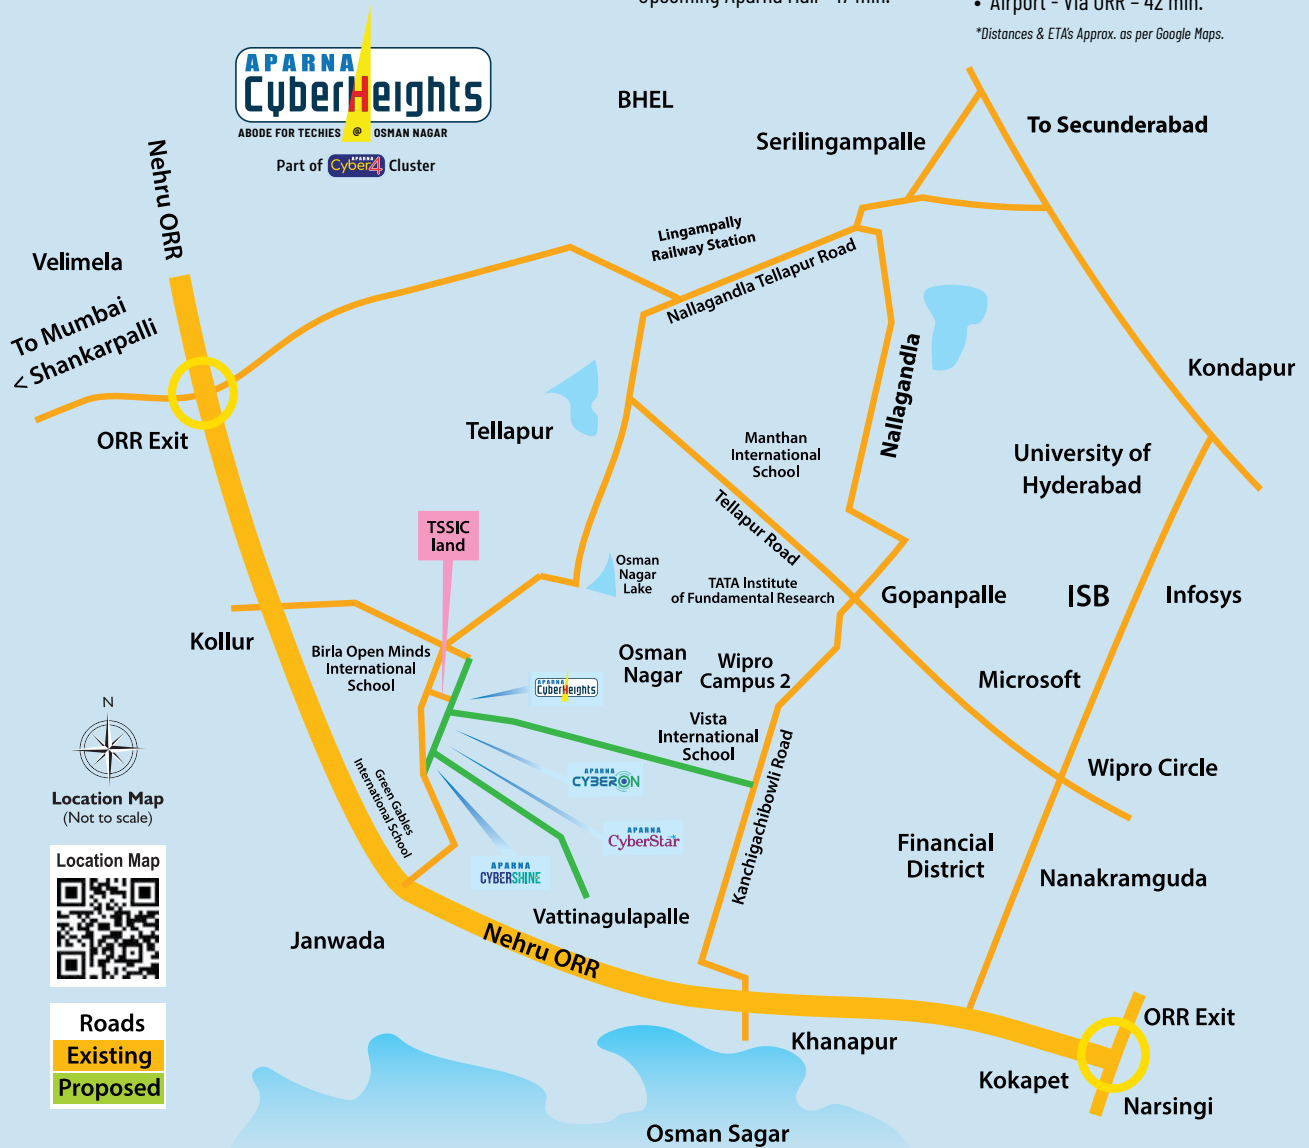 Upcoming Aparna Mall - 17 min.
• Airport - Via ORR – 42 min.
*Distances & ETA's Approx. as per Google Maps.
APARNA
CyberHeights
ABODE FOR TECHIES @ OSMAN NAGAR
Part of APARNA Cyber4 Cluster
BHEL
Serilingampalle
To Secunderabad
Nehru ORR
Lingampally
Railway Station
Nallagandla Tellapur Road
Velimela
To Mumbai
< Shankarpalli
ORR Exit
Nallagandla
Kondapur
Tellapur
Manthan
International
School
University of
Hyderabad
Tellapur Road
TSSIC
land
Osman
Nagar
Lake
TATA Institute
of Fundamental Research
Gopanpalle
ISB
Infosys
Kollur
Birla Open Minds
International
School
Osman
Nagar
Wipro
Campus 2
Microsoft
APARNA
CyberHeights
Vista
International
School
N
Location Map
(Not to scale)
Green Gables
International School
APARNA
CYBERON
Kanchigachibowli Road
Wipro Circle
APARNA
CyberStar
Financial
District
Nanakramguda
APARNA
CYBERSHINE
Location Map
Vattinagulapalle
Janwada
Nehru ORR
Roads
Existing
Proposed
ORR Exit
Khanapur
Kokapet
Narsingi
Osman Sagar